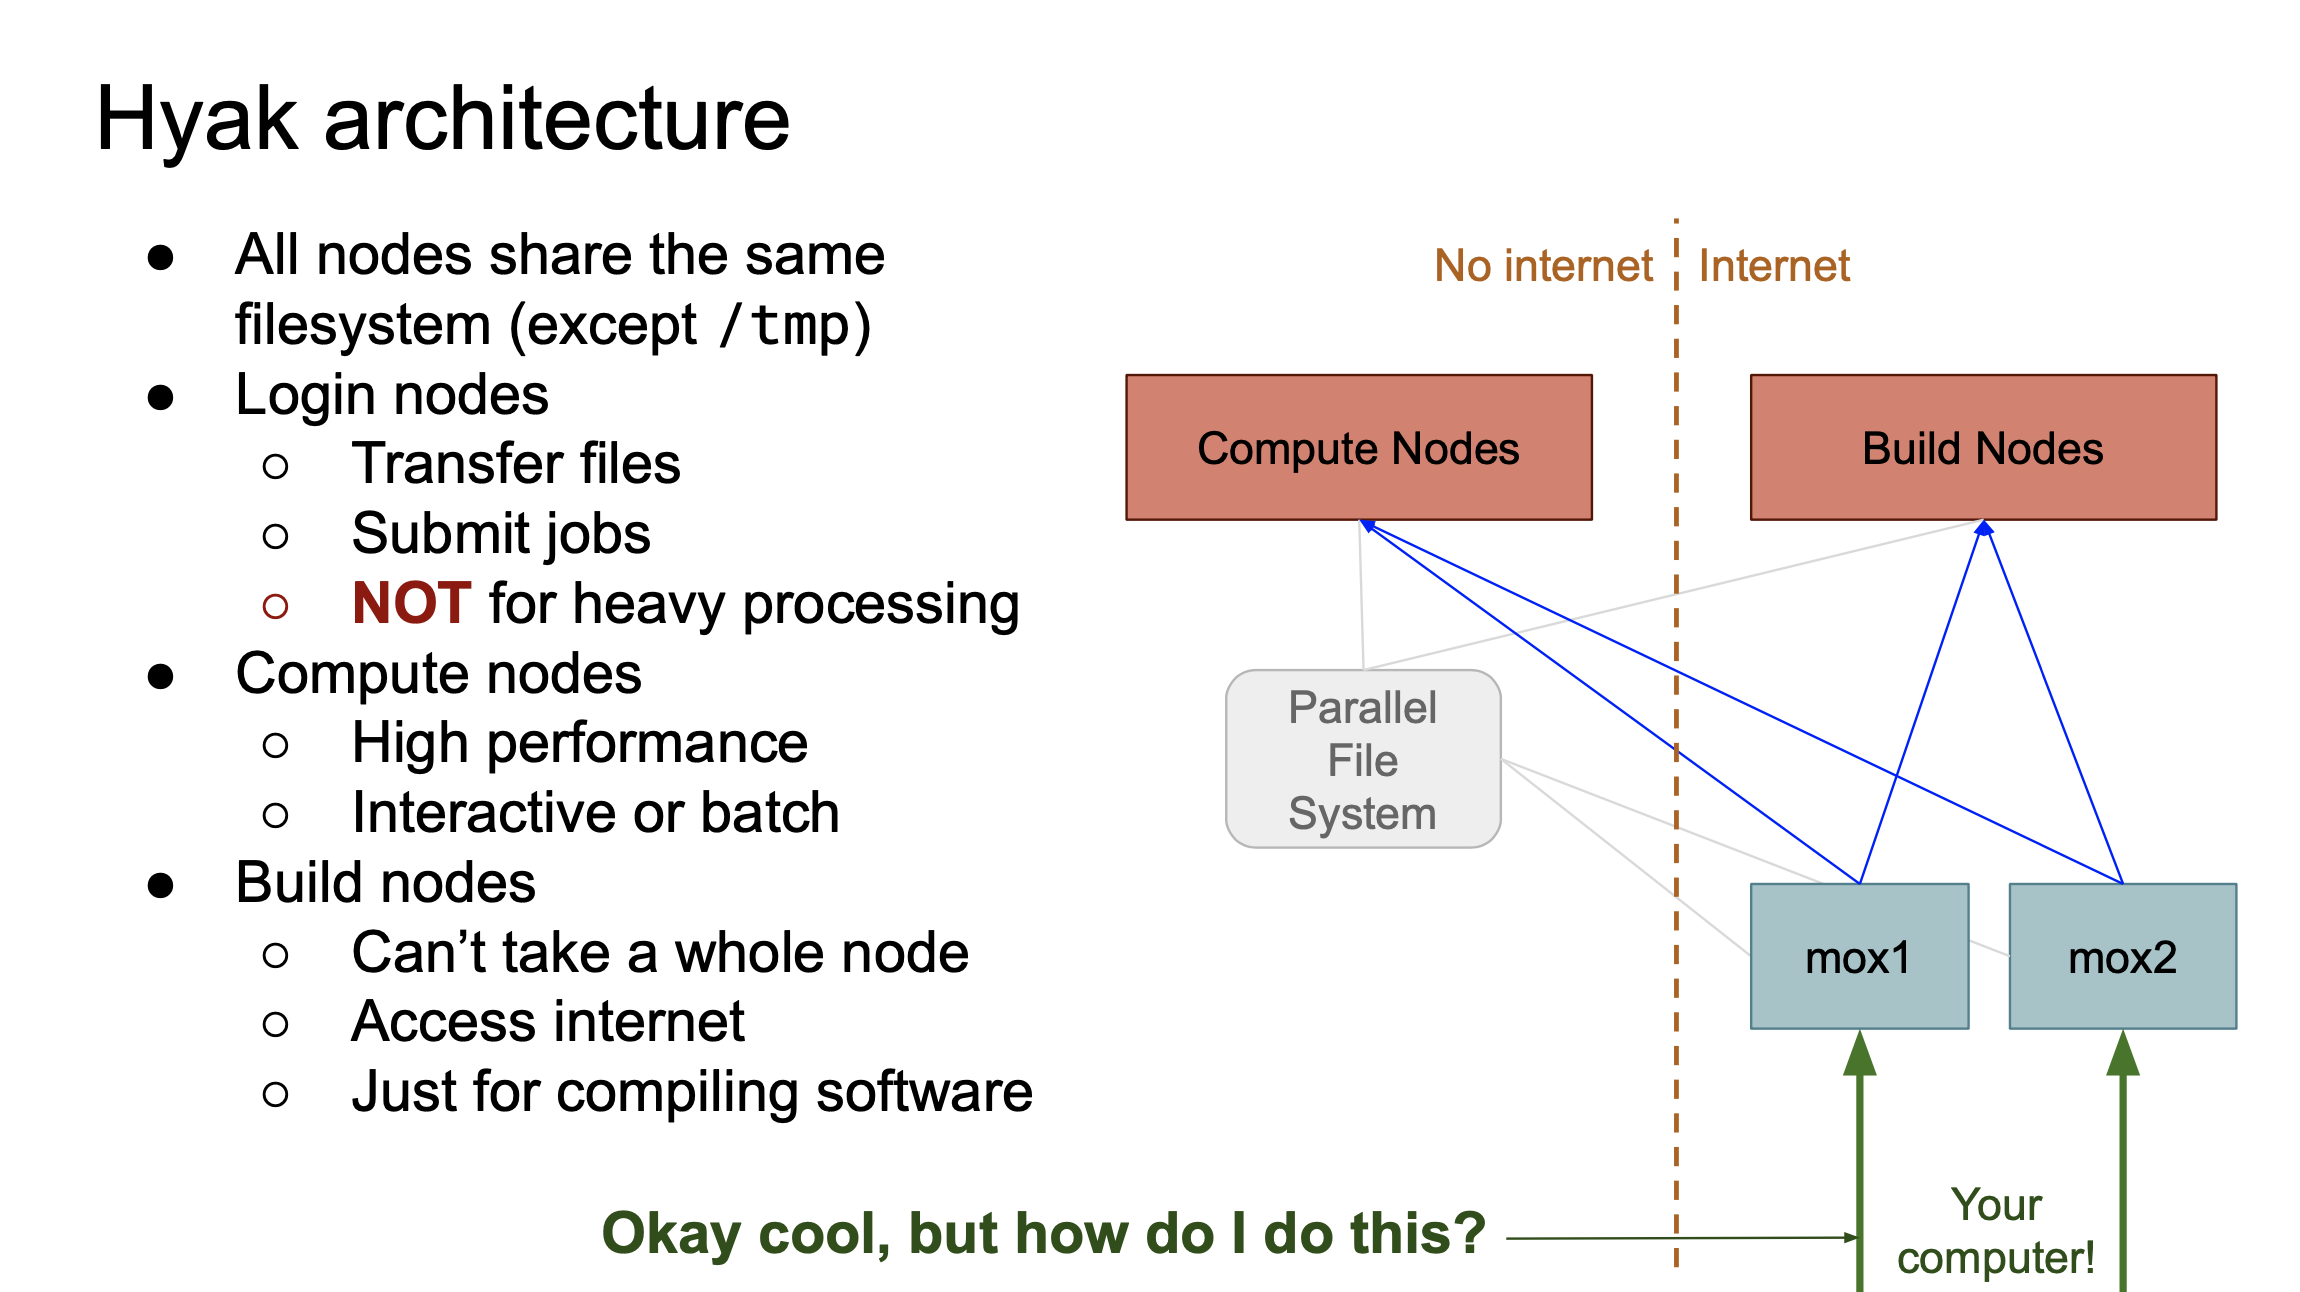 Hyak architecture
● All nodes share the same
filesystem (except /tmp)
● Login nodes
○ Transfer files
○ Submit jobs
○ NOT for heavy processing
● Compute nodes
○ High performance
○ Interactive or batch
● Build nodes
○ Can’t take a whole node
○ Access internet
○ Just for compiling software
Okay cool, but how do I do this?
No internet
Internet
Compute Nodes
Build Nodes
Parallel
File
System
mox1
mox2
Your
computer!